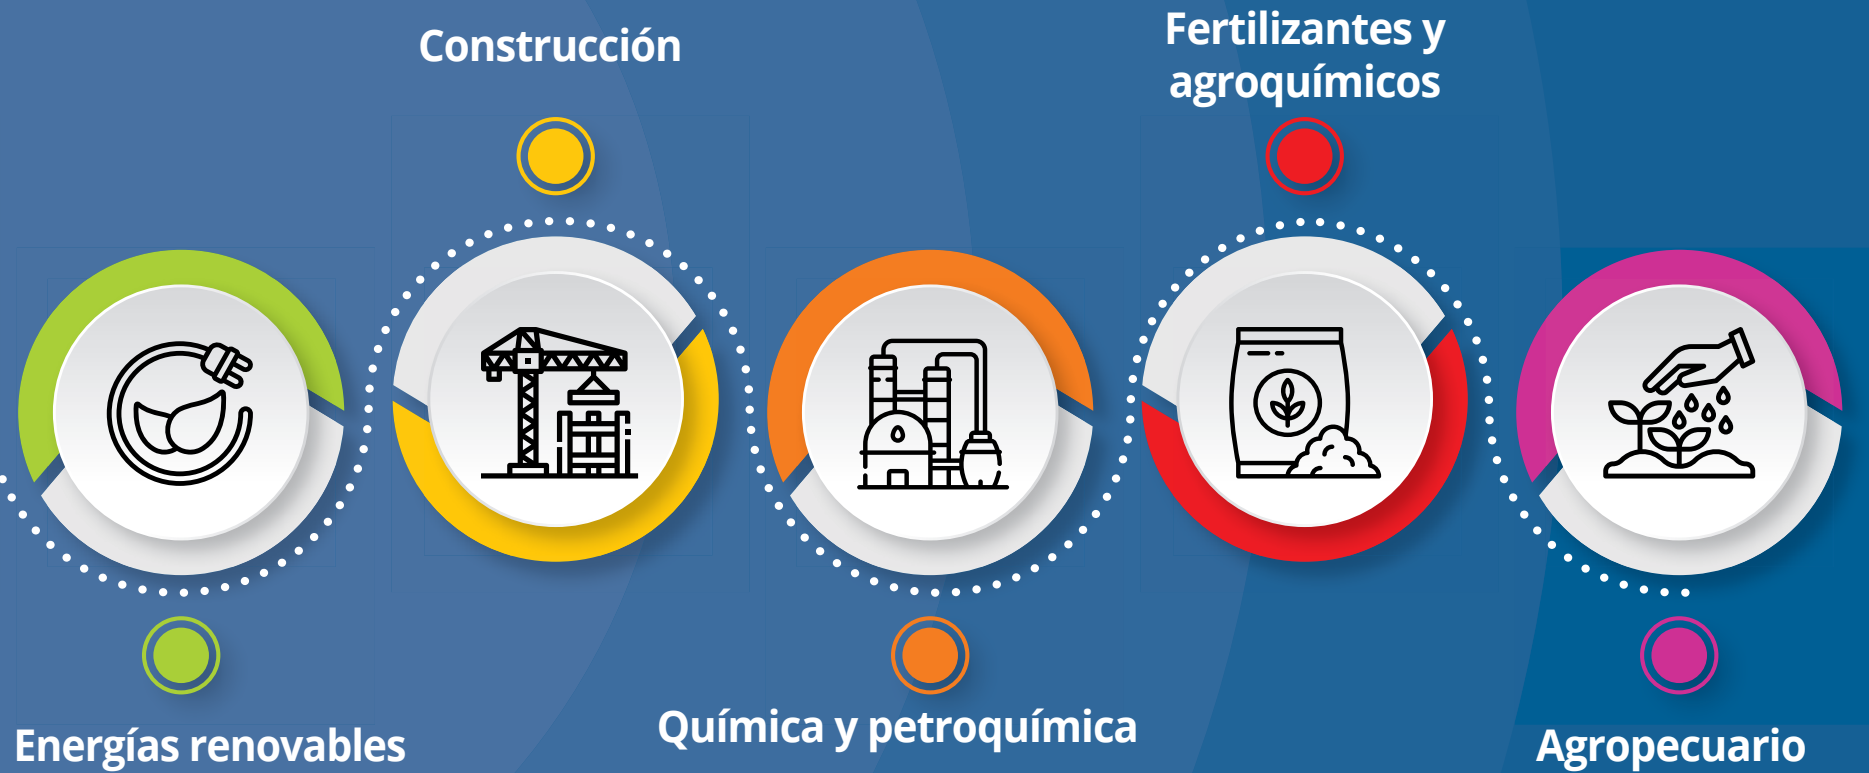 Construcción
Fertilizantes y
agroquímicos
Energías renovables
Química y petroquímica
Agropecuario